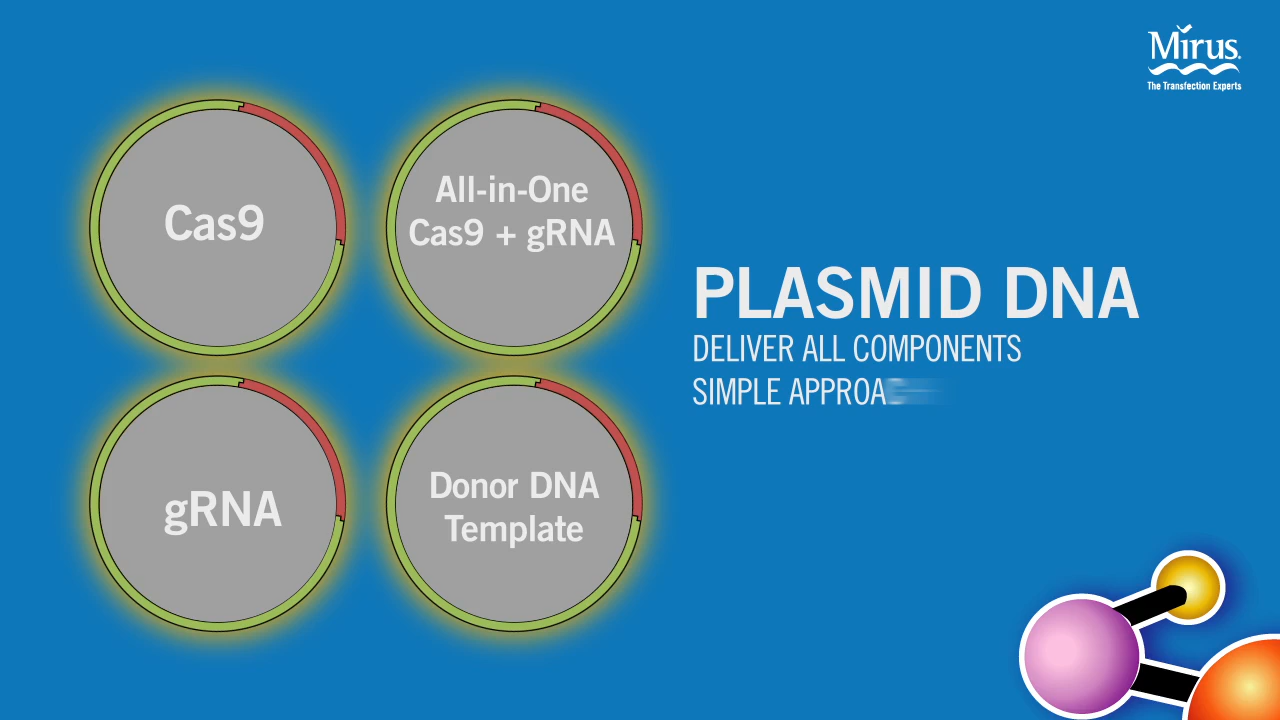 Mirus.
The Transfection Experts
Cas9
All-in-One
Cas9 + gRNA
gRNA
Donor DNA
Template
PLASMID DNA
DELIVER ALL COMPONENTS
SIMPLE